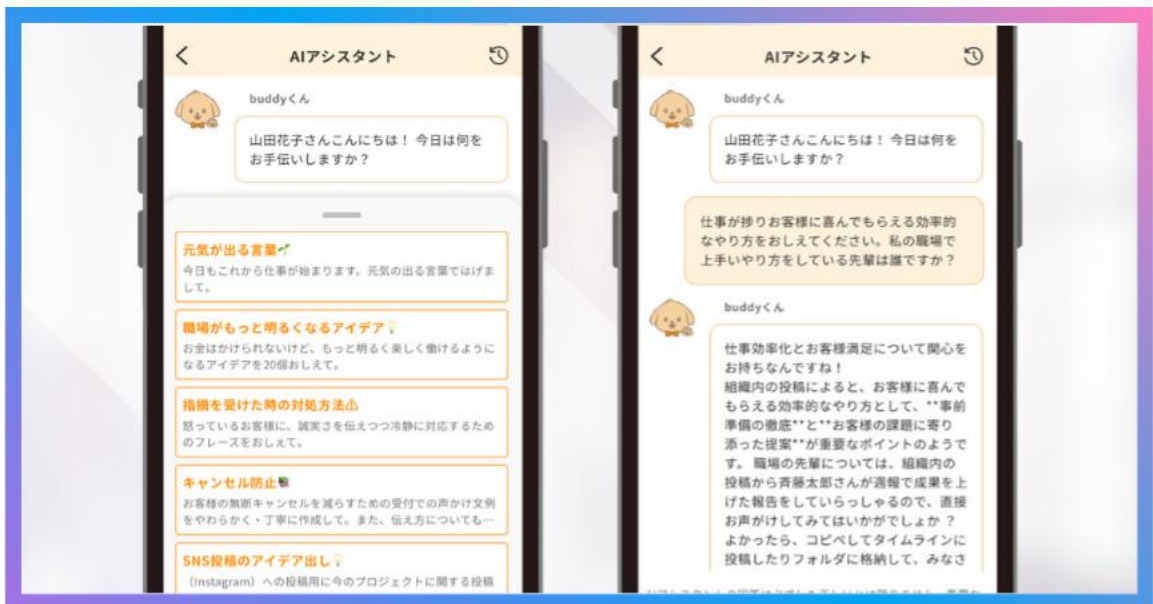 AIアシスタント
buddyくん
山田花子さんこんにちは！ 今日は何を
お手伝いしますか？
元気が出る言葉
今日もこれから仕事が始まります。元気の出る言葉ではげま
して。
職場がもっと明るくなるアイデア
お金はかけられないけど、もっと明るく楽しく働けるように
なるアイデアを20個おしえて。
指摘を受けた時の対処方法
怒っているお客様に、誠実さを伝えつつ冷静に対応するため
のフレーズをおしえて。
キャンセル防止
お客様の無断キャンセルを減らすための受付での声かけ文例
をやわらかく・丁寧に作成して。また、伝え方についても…
SNS投稿のアイデア出し
（Instagram）への投稿用に今のプロジェクトに関する投稿
AIアシスタント
buddyくん
山田花子さんこんにちは！ 今日は何を
お手伝いしますか？
仕事が捗りお客様に喜んでもらえる効率的
なやり方をおしえてください。私の職場で
上手いやり方をしている先輩は誰ですか？
buddyくん
仕事効率化とお客様満足について関心を
お持ちなんですね！
組織内の投稿によると、お客様に喜んで
もらえる効率的なやり方として、**事前
準備の徹底**と**お客様の課題に寄り
添った提案**が重要なポイントのようで
す。 職場の先輩については、組織内の
投稿から斉藤太郎さんが週報で成果を上
げた報告をしていらっしゃるので、直接
お声がけしてみてはいかがでしょか ？
よかったら、コピペしてタイムラインに
投稿したりフォルダに格納して、みなさ